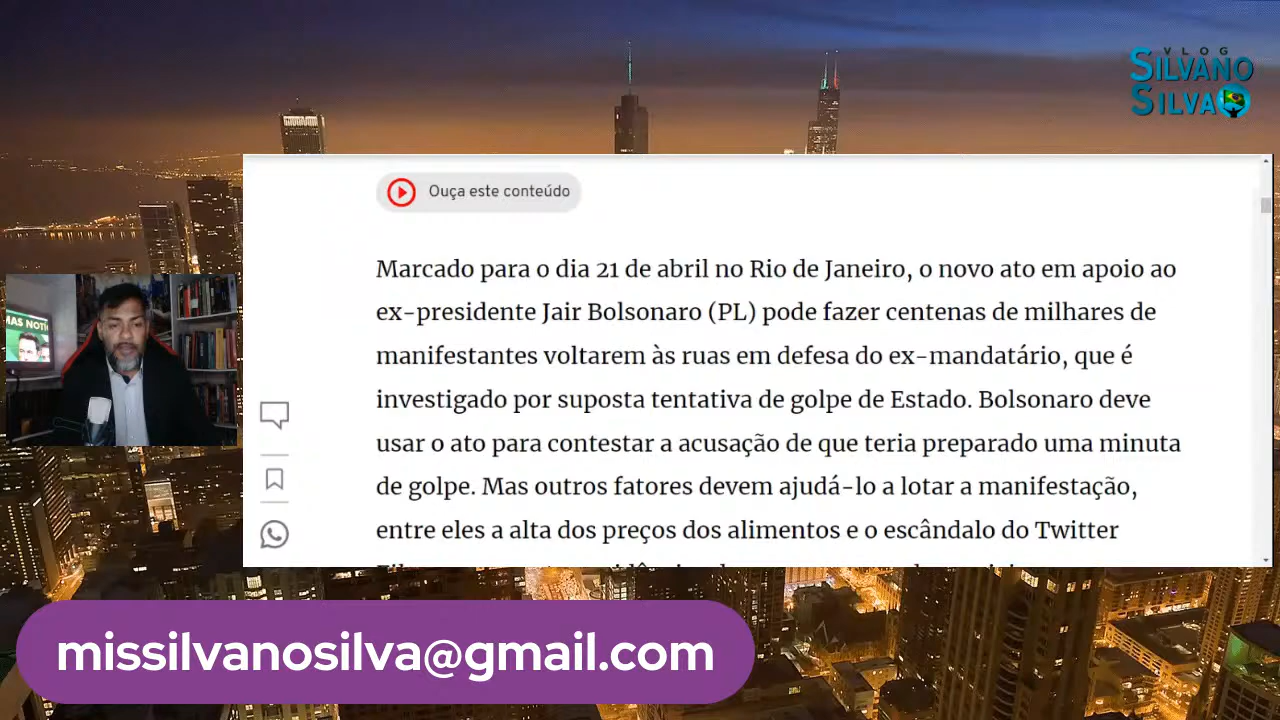 VLOG
SILVANO
SILVA
Ouça este conteúdo
Marcado para o dia 21 de abril no Rio de Janeiro, o novo ato em apoio ao
ex-presidente Jair Bolsonaro (PL) pode fazer centenas de milhares de
manifestantes voltarem às ruas em defesa do ex-mandatário, que é
investigado por suposta tentativa de golpe de Estado. Bolsonaro deve
usar o ato para contestar a acusação de que teria preparado uma minuta
de golpe. Mas outros fatores devem ajudá-lo a lotar a manifestação,
entre eles a alta dos preços dos alimentos e o escândalo do Twitter
missilvanosilva@gmail.com